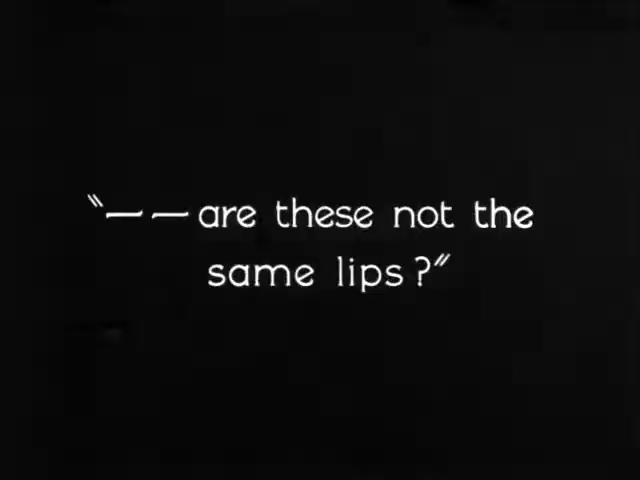 "— — are these not the
same lips?"